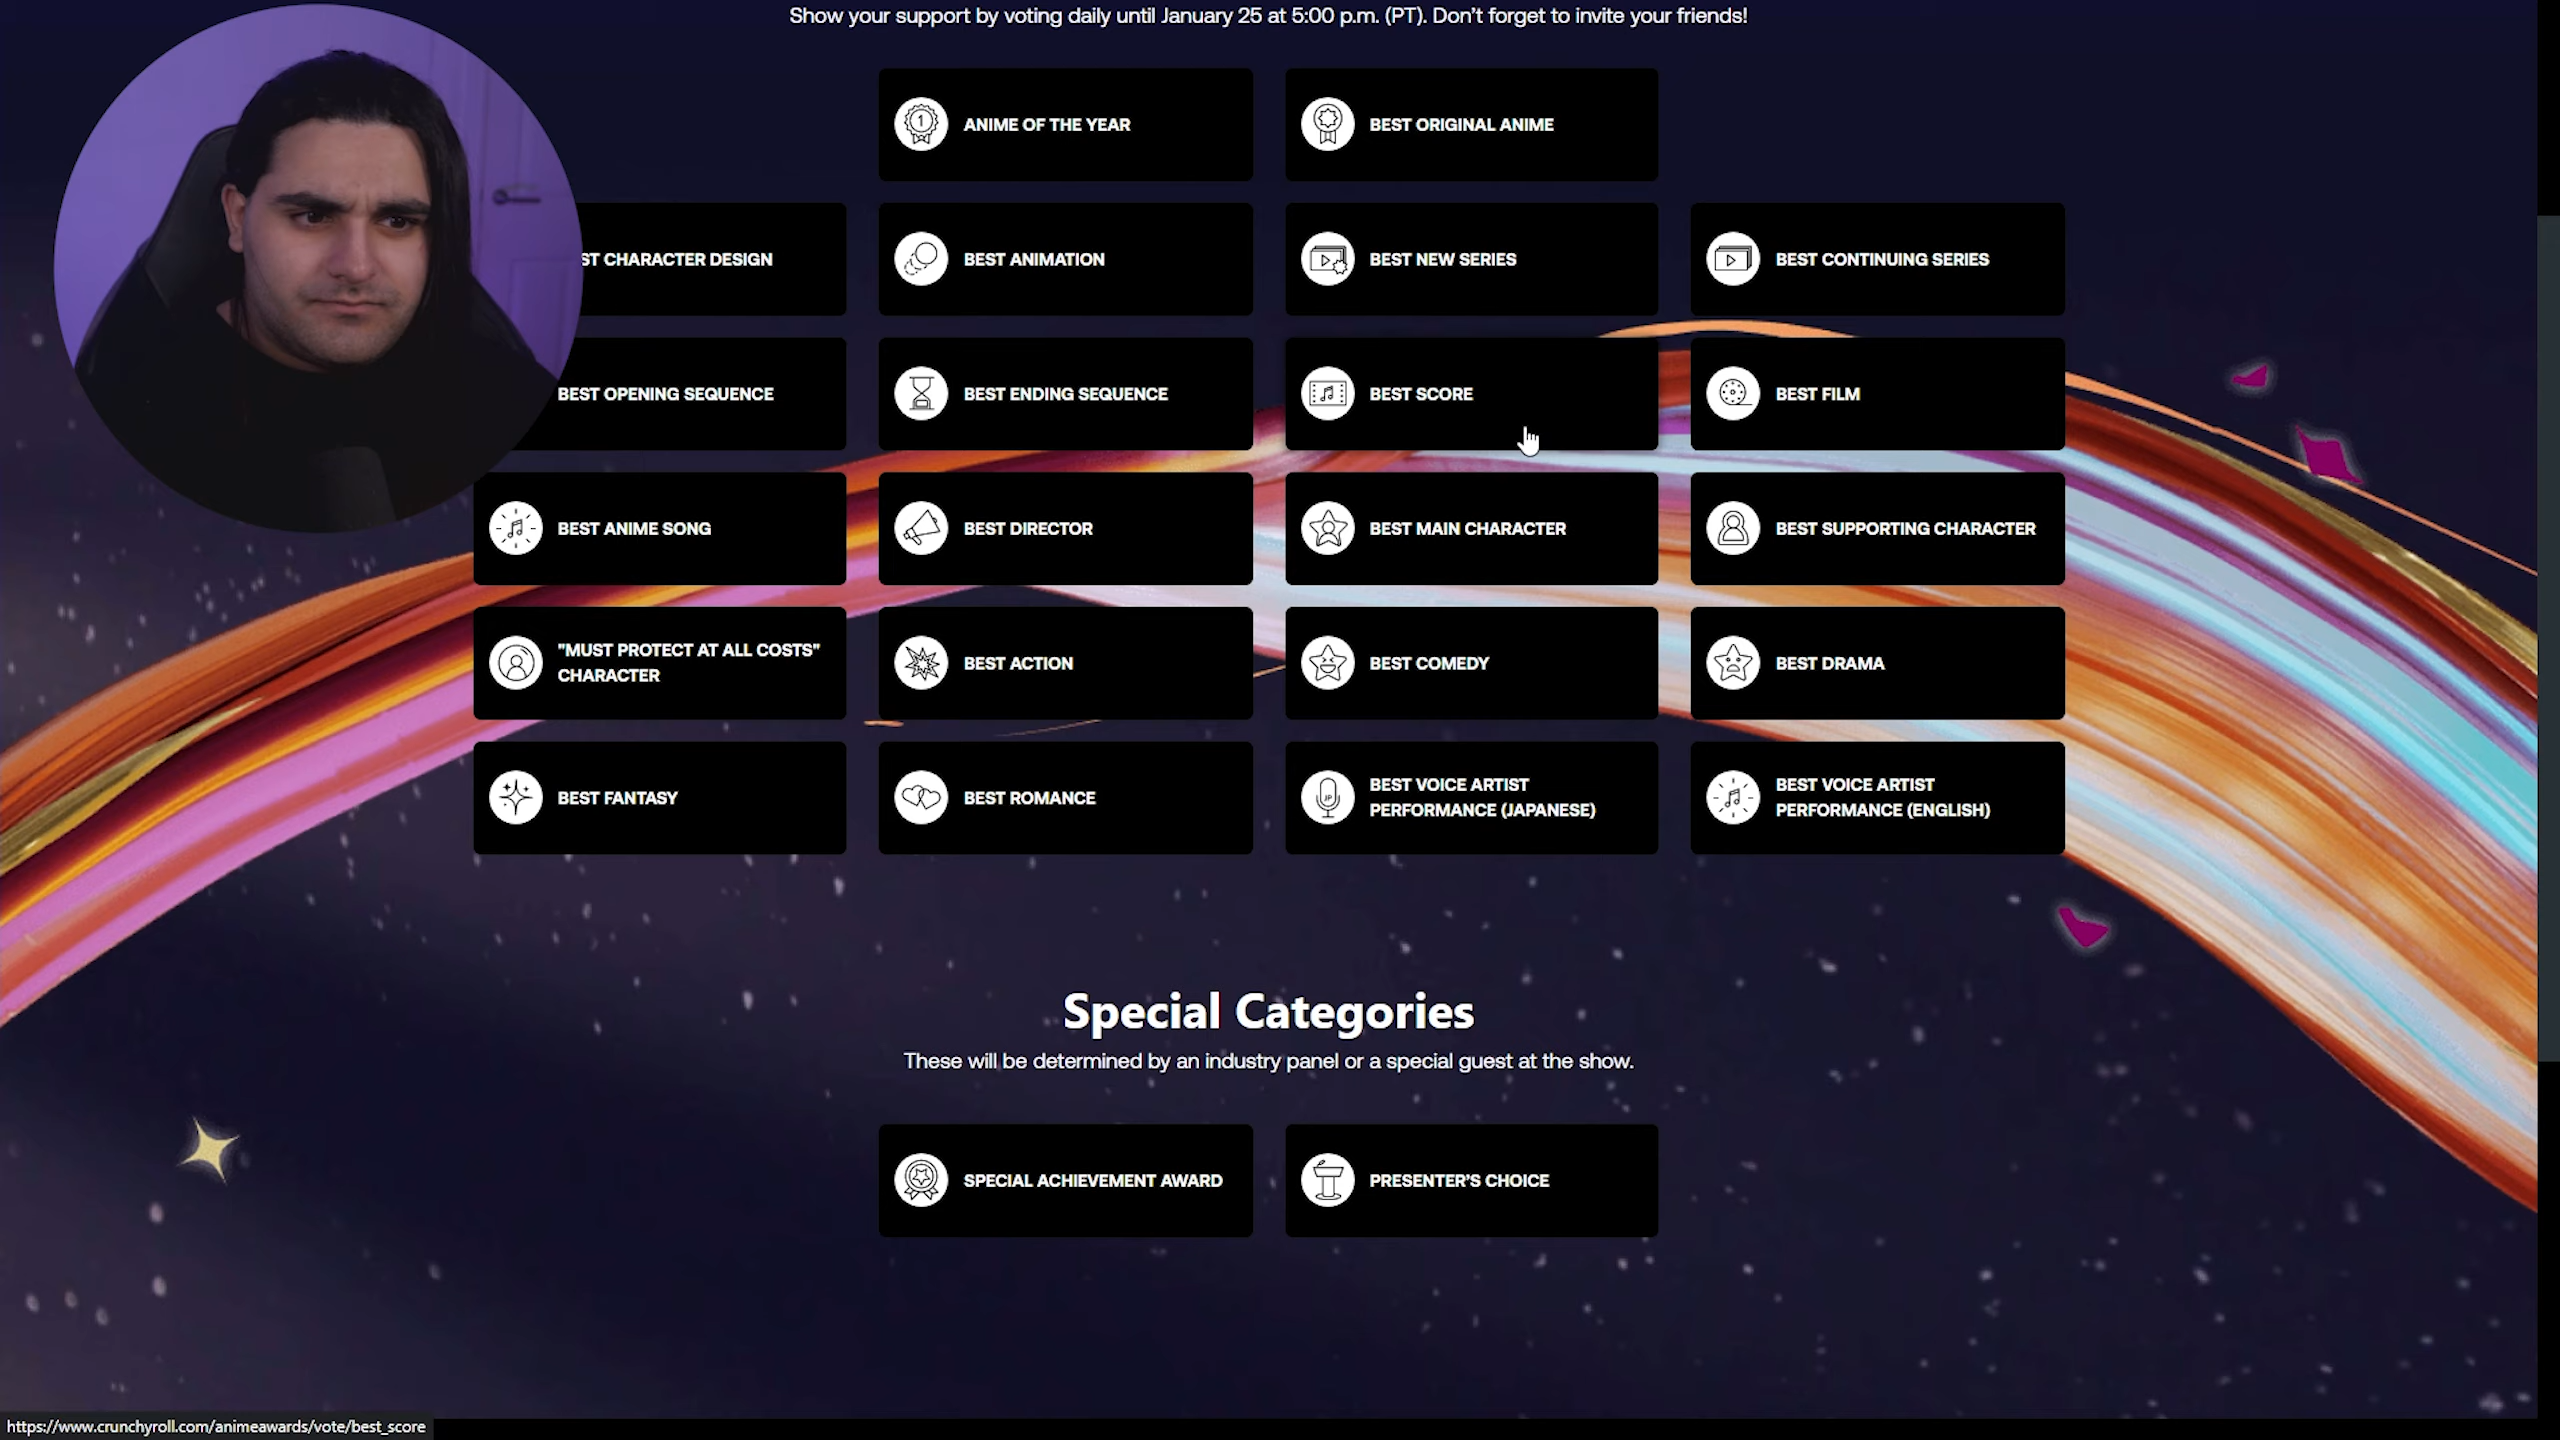 Show your support by voting daily until January 25 at 5:00 p.m. (PT). Don't forget to invite your friends!
1
ANIME OF THE YEAR
BEST ORIGINAL ANIME
ST CHARACTER DESIGN
BEST ANIMATION
BEST NEW SERIES
BEST CONTINUING SERIES
BEST OPENING SEQUENCE
BEST ENDING SEQUENCE
BEST SCORE
BEST FILM
BEST ANIME SONG
BEST DIRECTOR
BEST MAIN CHARACTER
BEST SUPPORTING CHARACTER
"MUST PROTECT AT ALL COSTS"
CHARACTER
BEST ACTION
BEST COMEDY
BEST DRAMA
BEST FANTASY
BEST ROMANCE
JP
BEST VOICE ARTIST
PERFORMANCE (JAPANESE)
BEST VOICE ARTIST
PERFORMANCE (ENGLISH)
Special Categories
These will be determined by an industry panel or a special guest at the show.
SPECIAL ACHIEVEMENT AWARD
PRESENTER'S CHOICE
https://www.crunchyroll.com/animeawards/vote/best_score